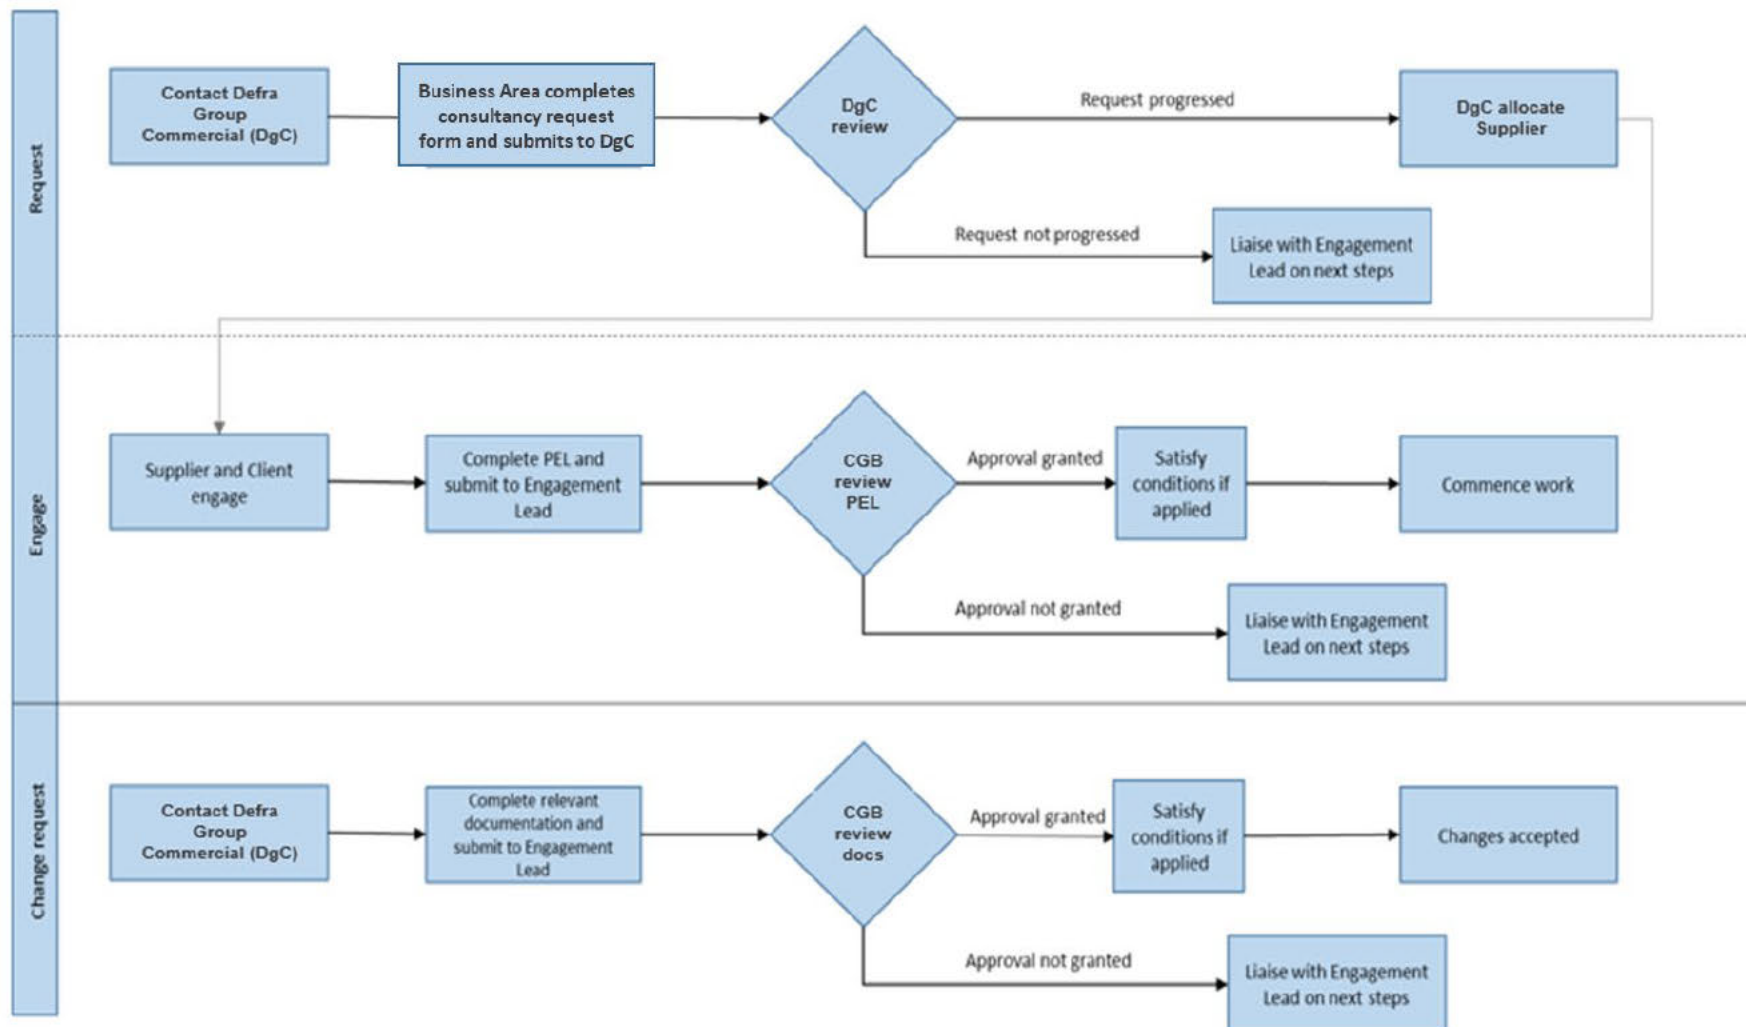 Request
Contact Defra
Group
Commercial (DgC)
Business Area completes
consultancy request
form and submits to DgC
DgC
review
Request progressed
DgC allocate
Supplier
Request not progressed
Liaise with Engagement
Lead on next steps
Engage
Supplier and Client
engage
Complete PEL and
submit to Engagement
Lead
CGB
review
PEL
Approval granted
Satisfy
conditions if
applied
Commence work
Approval not granted
Liaise with Engagement
Lead on next steps
Change request
Contact Defra
Group
Commercial (DgC)
Complete relevant
documentation and
submit to Engagement
Lead
CGB
review
docs
Approval granted
Satisfy
conditions if
applied
Changes accepted
Approval not granted
Liaise with Engagement
Lead on next steps